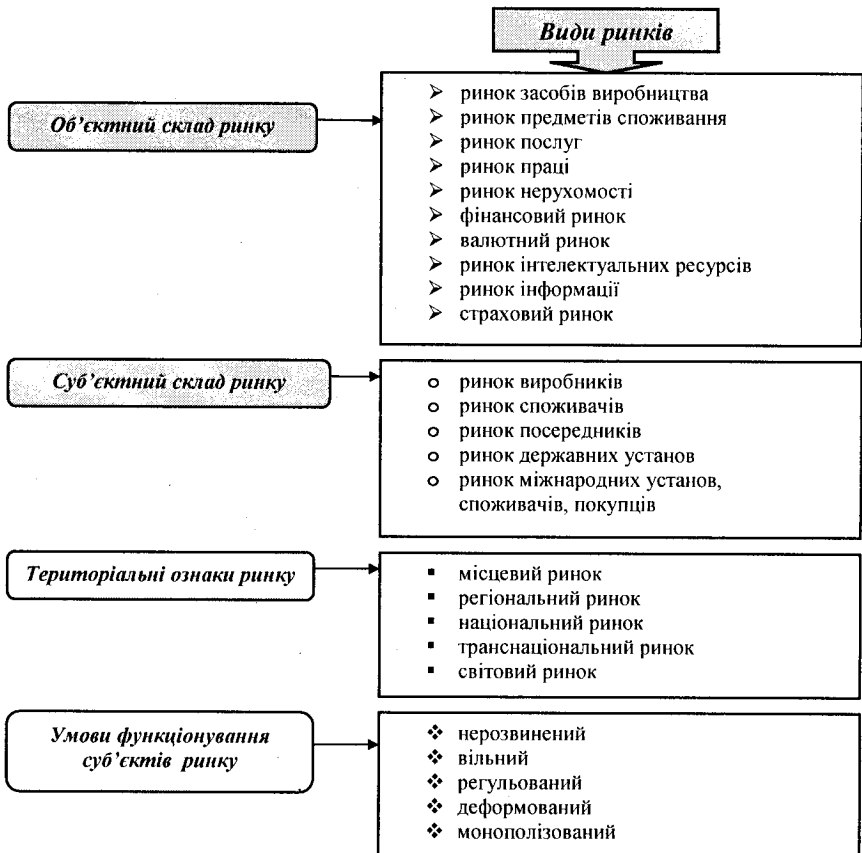 Види ринків
Об’єктний склад ринку
ринок засобів виробництва
ринок предметів споживання
ринок послуг
ринок праці
ринок нерухомості
фінансовий ринок
валютний ринок
ринок інтелектуальних ресурсів
ринок інформації
страховий ринок
Суб’єктний склад ринку
ринок виробників
ринок споживачів
ринок посередників
ринок державних установ
ринок міжнародних установ,
споживачів, покупців
Територіальні ознаки ринку
місцевий ринок
регіональний ринок
національний ринок
транснаціональний ринок
світовий ринок
Умови функціонування
суб’єктів ринку
нерозвинений
вільний
регульований
деформований
монополізований